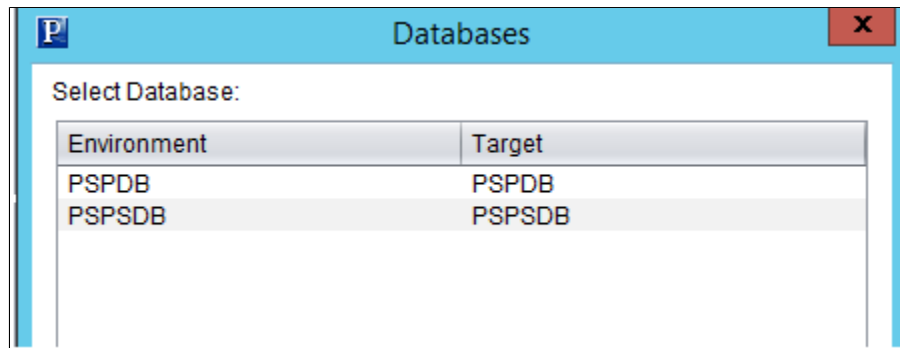 P Databases x
Select Database:
Environment Target
PSPDB PSPDB
PSPSDB PSPSDB